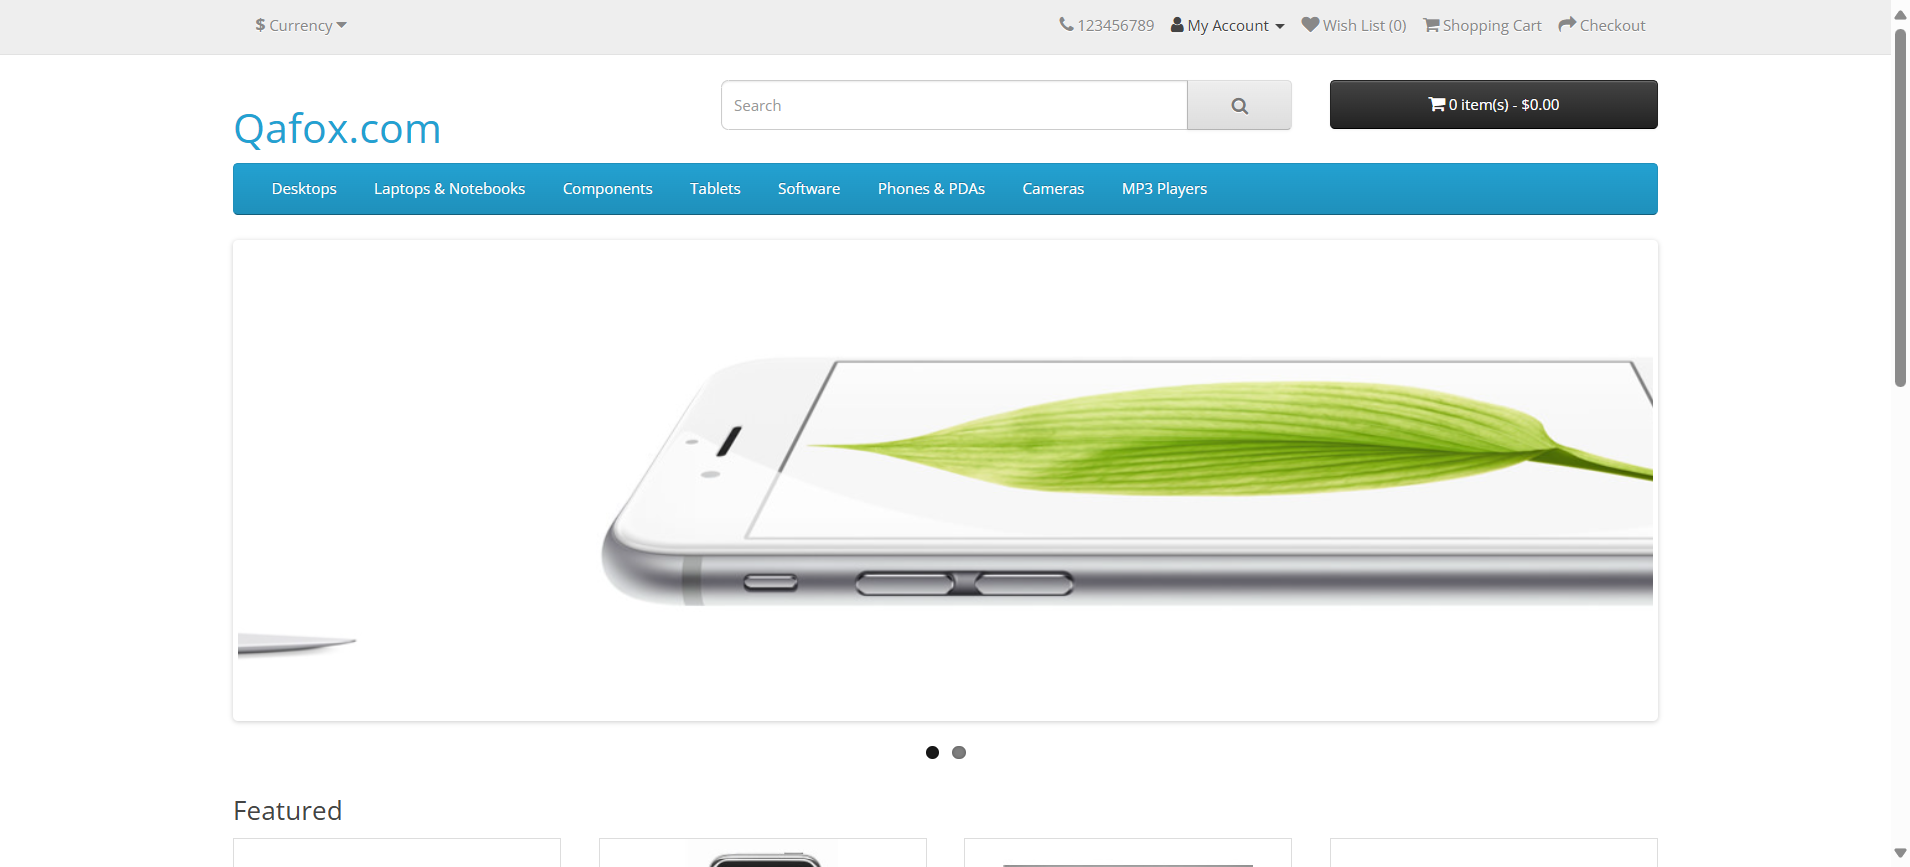 $ Currency
123456789 My Account Wish List (0) Shopping Cart Checkout
Search
0 item(s) - $0.00
Qafox.com
Desktops Laptops & Notebooks Components Tablets Software Phones & PDAs Cameras MP3 Players
Featured